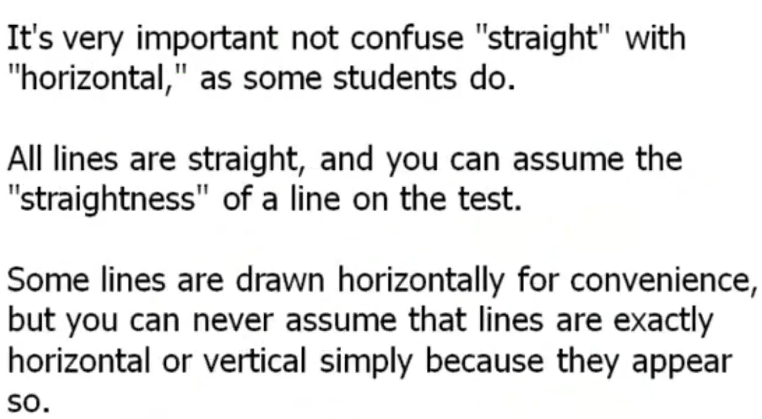 It's very important not confuse "straight" with
"horizontal," as some students do.
All lines are straight, and you can assume the
"straightness" of a line on the test.
Some lines are drawn horizontally for convenience,
but you can never assume that lines are exactly
horizontal or vertical simply because they appear
so.